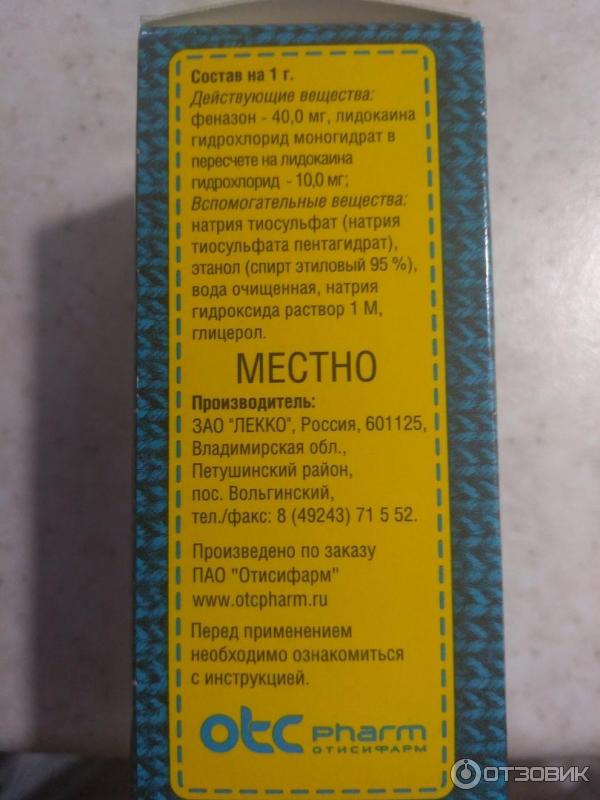 Состав на 1 г.
Действующие вещества:
феназон - 40,0 мг, лидокаина
гидрохлорид моногидрат в
пересчете на лидокаина
гидрохлорид - 10,0 мг;
Вспомогательные вещества:
натрия тиосульфат (натрия
тиосульфата пентагидрат),
этанол (спирт этиловый 95 %),
вода очищенная, натрия
гидроксида раствор 1 М,
глицерол.
МЕСТНО
Производитель:
ЗАО "ЛЕККО", Россия, 601125,
Владимирская обл.,
Петушинский район,
пос. Вольгинский,
тел./факс: 8 (49243) 71 5 52.
Произведено по заказу
ПАО "Отисифарм"
www.otcpharm.ru
Перед применением
необходимо ознакомиться
с инструкцией.
otc pharm
ОТИСИФАРМ
ОТЗОВИК